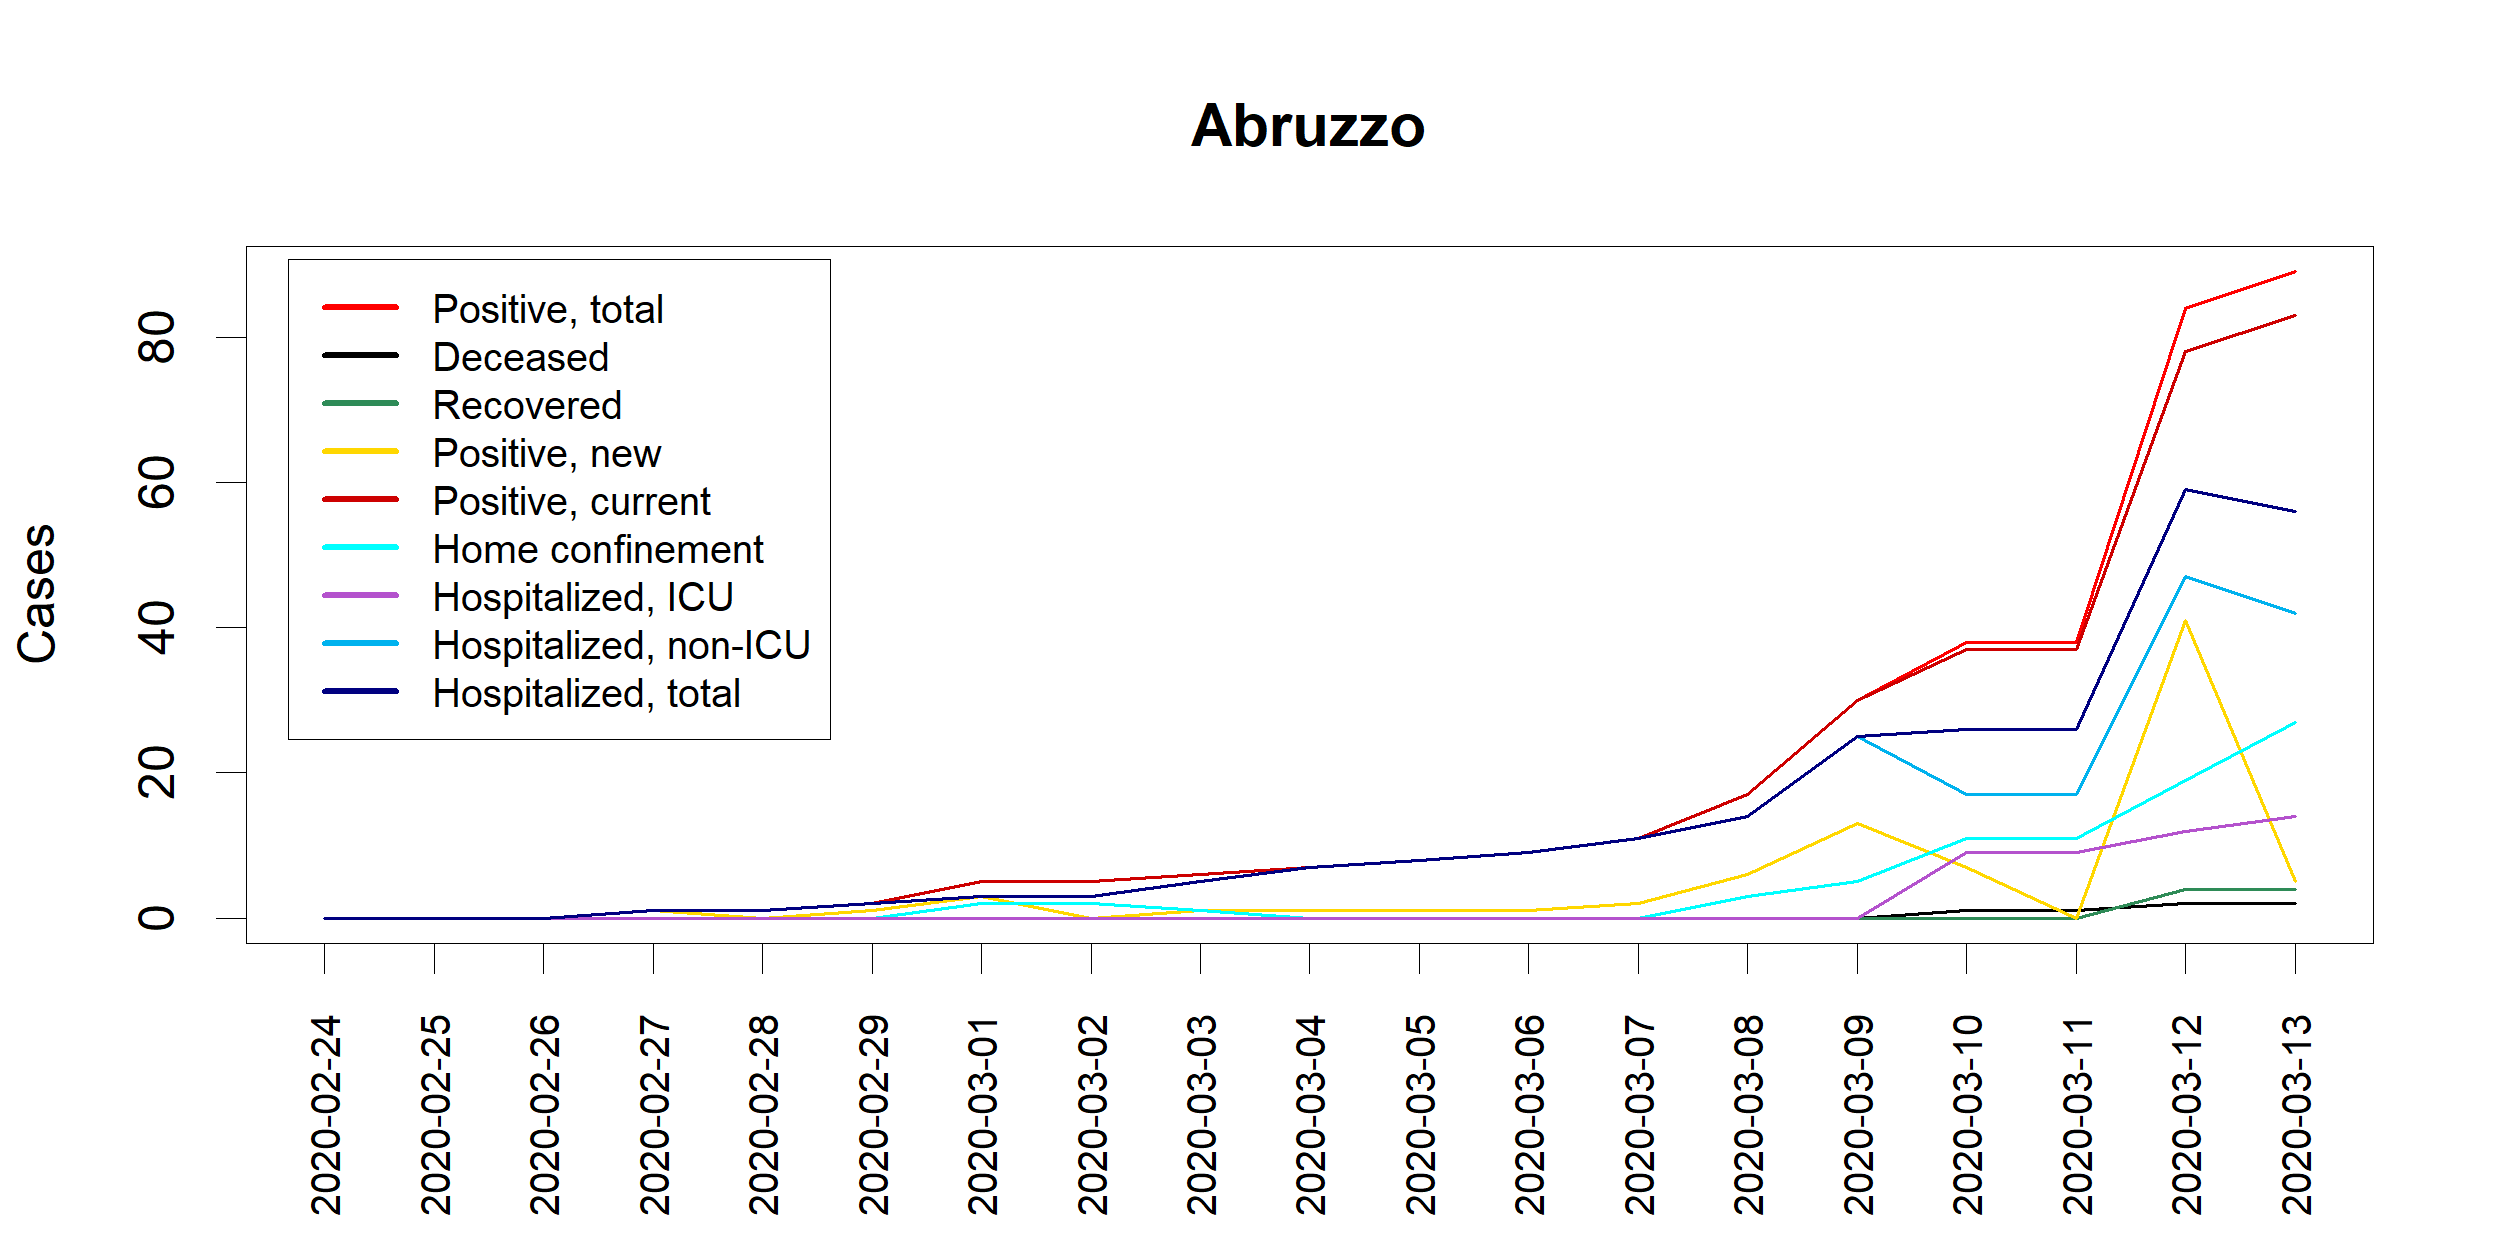 Abruzzo
Positive, total
Deceased
Recovered
Positive, new
Positive, current
Home confinement
Hospitalized, ICU
Hospitalized, non-ICU
Hospitalized, total
Cases
80
60
40
20
0
2020-02-24
2020-02-25
2020-02-26
2020-02-27
2020-02-28
2020-02-29
2020-03-01
2020-03-02
2020-03-03
2020-03-04
2020-03-05
2020-03-06
2020-03-07
2020-03-08
2020-03-09
2020-03-10
2020-03-11
2020-03-12
2020-03-13